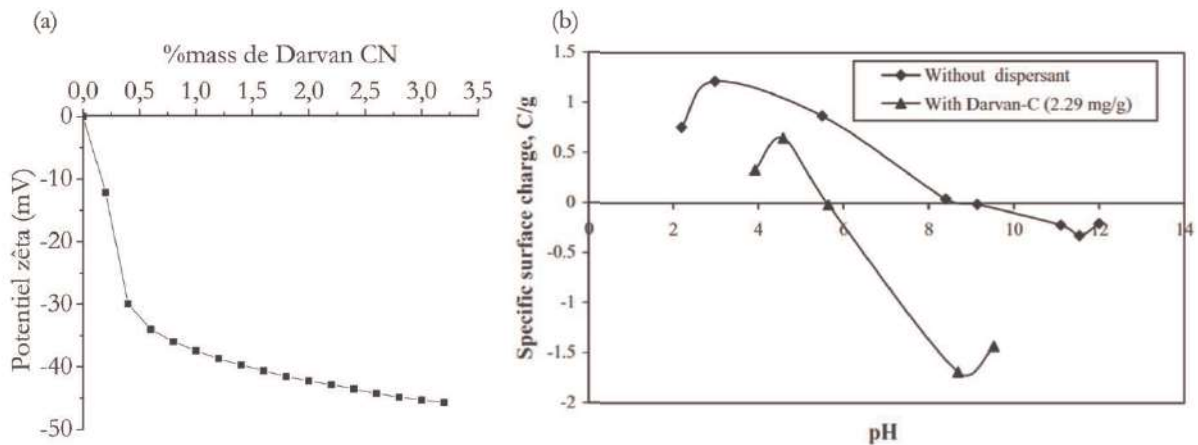 (a)
%mass de Darvan CN
0,0 0,5 1,0 1,5 2,0 2,5 3,0 3,5
0
-10
-20
-30
-40
-50
Potentiel zêta (mV)
(b)
1.5
1
0.5
0
-0.5
-1
-1.5
-2
0 2 4 6 8 10 12 14
Specific surface charge, C/g
pH
Without dispersant
With Darvan-C (2.29 mg/g)